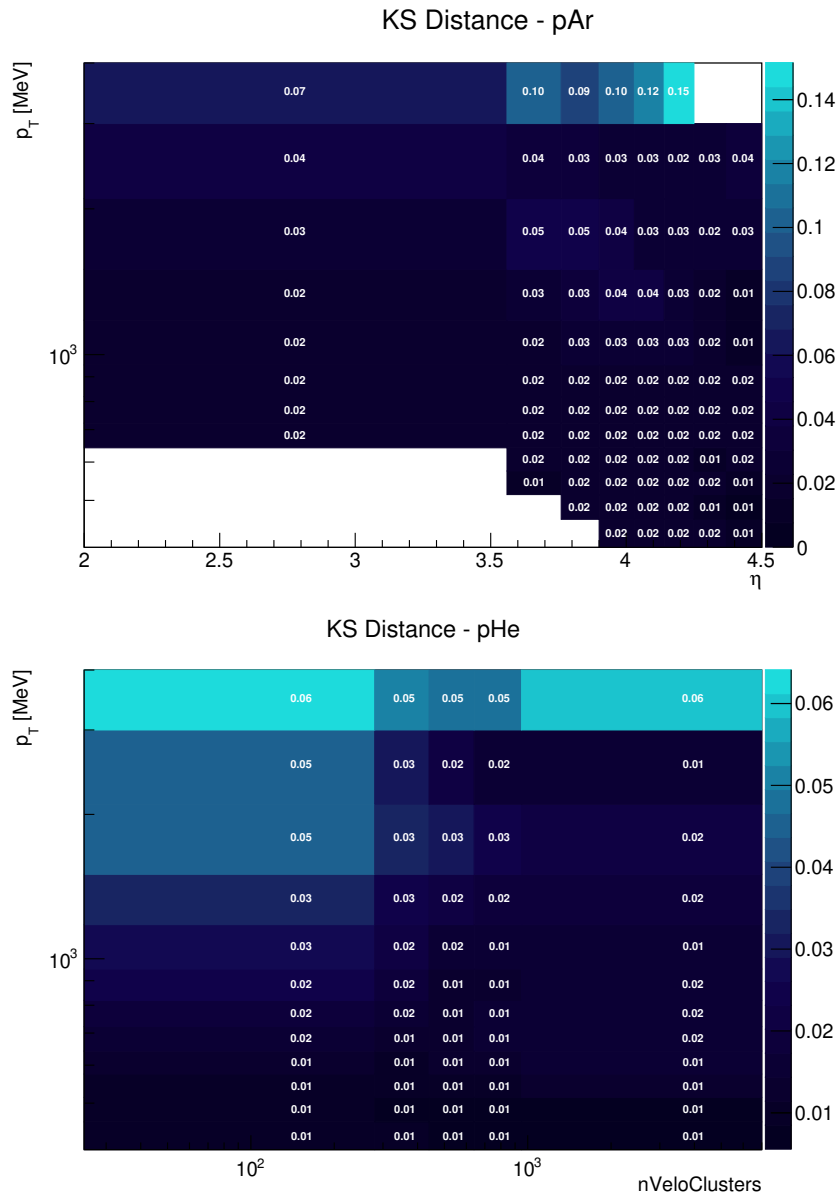 KS Distance - pAr
p_T [MeV]
0.07 0.10 0.09 0.10 0.12 0.15
0.04 0.04 0.03 0.03 0.03 0.02 0.03 0.04
0.03 0.05 0.05 0.04 0.03 0.03 0.02 0.03
0.02 0.03 0.03 0.04 0.04 0.03 0.02 0.01
10^3
0.02 0.02 0.03 0.03 0.03 0.03 0.02 0.01
0.02 0.02 0.02 0.02 0.02 0.02 0.02 0.02
0.02 0.02 0.02 0.02 0.02 0.02 0.02 0.02
0.02 0.02 0.02 0.02 0.02 0.02 0.02 0.02
0.02 0.02 0.02 0.02 0.02 0.01 0.02
0.01 0.02 0.02 0.02 0.02 0.02 0.01
0.02 0.02 0.02 0.02 0.01 0.01
0.02 0.02 0.02 0.02 0.01
2 2.5 3 3.5 4 4.5
η
0.14
0.12
0.1
0.08
0.06
0.04
0.02
0
KS Distance - pHe
p_T [MeV]
0.06 0.05 0.05 0.05 0.06
0.05 0.03 0.02 0.02 0.01
0.05 0.03 0.03 0.03 0.02
0.03 0.03 0.02 0.02 0.02
10^3
0.03 0.02 0.02 0.01 0.01
0.02 0.02 0.01 0.01 0.02
0.02 0.02 0.01 0.01 0.02
0.02 0.01 0.01 0.01 0.02
0.01 0.01 0.01 0.01 0.01
0.01 0.01 0.01 0.01 0.01
0.01 0.01 0.01 0.01 0.01
0.01 0.01 0.01 0.01 0.01
10^2 10^3
nVeloClusters
0.06
0.05
0.04
0.03
0.02
0.01